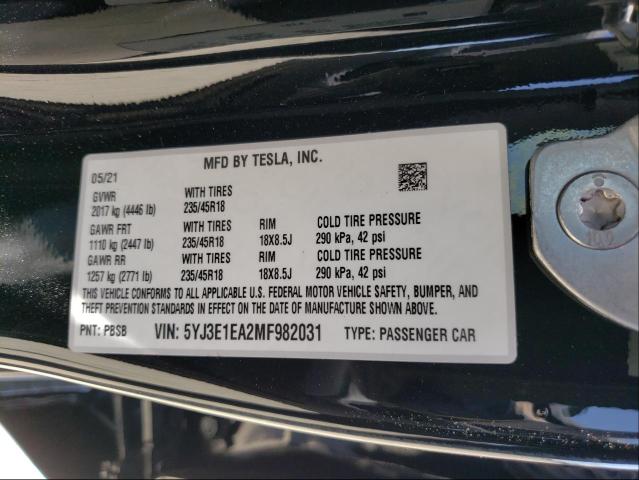 MFD BY TESLA, INC.
05/21
GVWR WITH TIRES
2017 kg (4446 lb) 235/45R18
GAWR FRT WITH TIRES RIM COLD TIRE PRESSURE
1110 kg (2447 lb) 235/45R18 18X8.5J 290 kPa, 42 psi
GAWR RR WITH TIRES RIM COLD TIRE PRESSURE
1257 kg (2771 lb) 235/45R18 18X8.5J 290 kPa, 42 psi
THIS VEHICLE CONFORMS TO ALL APPLICABLE U.S. FEDERAL MOTOR VEHICLE SAFETY, BUMPER, AND
THEFT PREVENTION STANDARDS IN EFFECT ON THE DATE OF MANUFACTURE SHOWN ABOVE.
PNT: PBSB VIN: 5YJ3E1EA2MF982031 TYPE: PASSENGER CAR